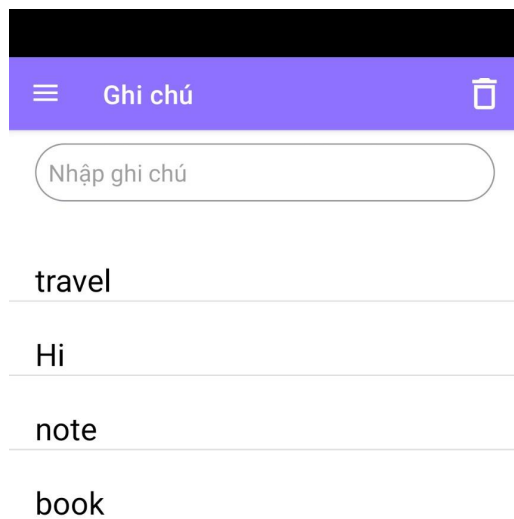 Ghi chú
Nhập ghi chú
travel
Hi
note
book